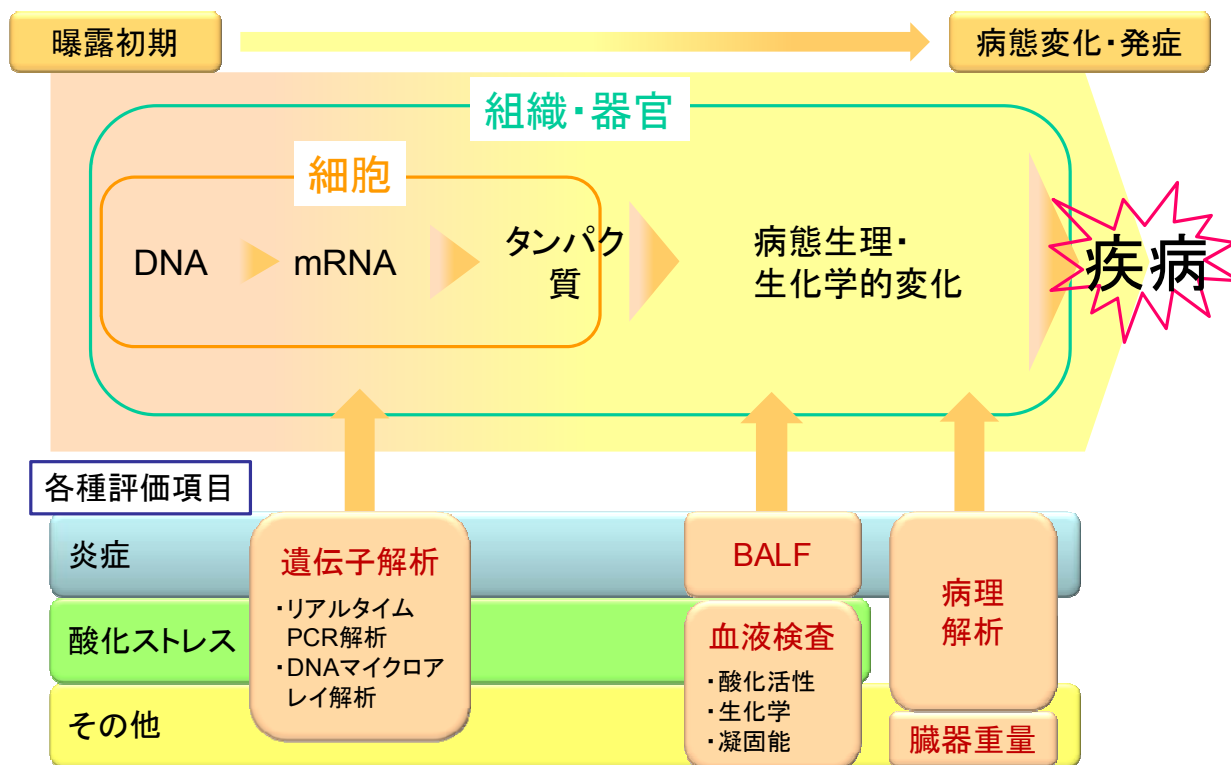 曝露初期
病態変化・発症
組織・器官
細胞
DNA
mRNA
タンパク
質
病態生理・
生化学的変化
疾病
各種評価項目
炎症
酸化ストレス
その他
遺伝子解析
・リアルタイム
PCR解析
・DNAマイクロア
レイ解析
BALF
血液検査
・酸化活性
・生化学
・凝固能
病理
解析
臓器重量